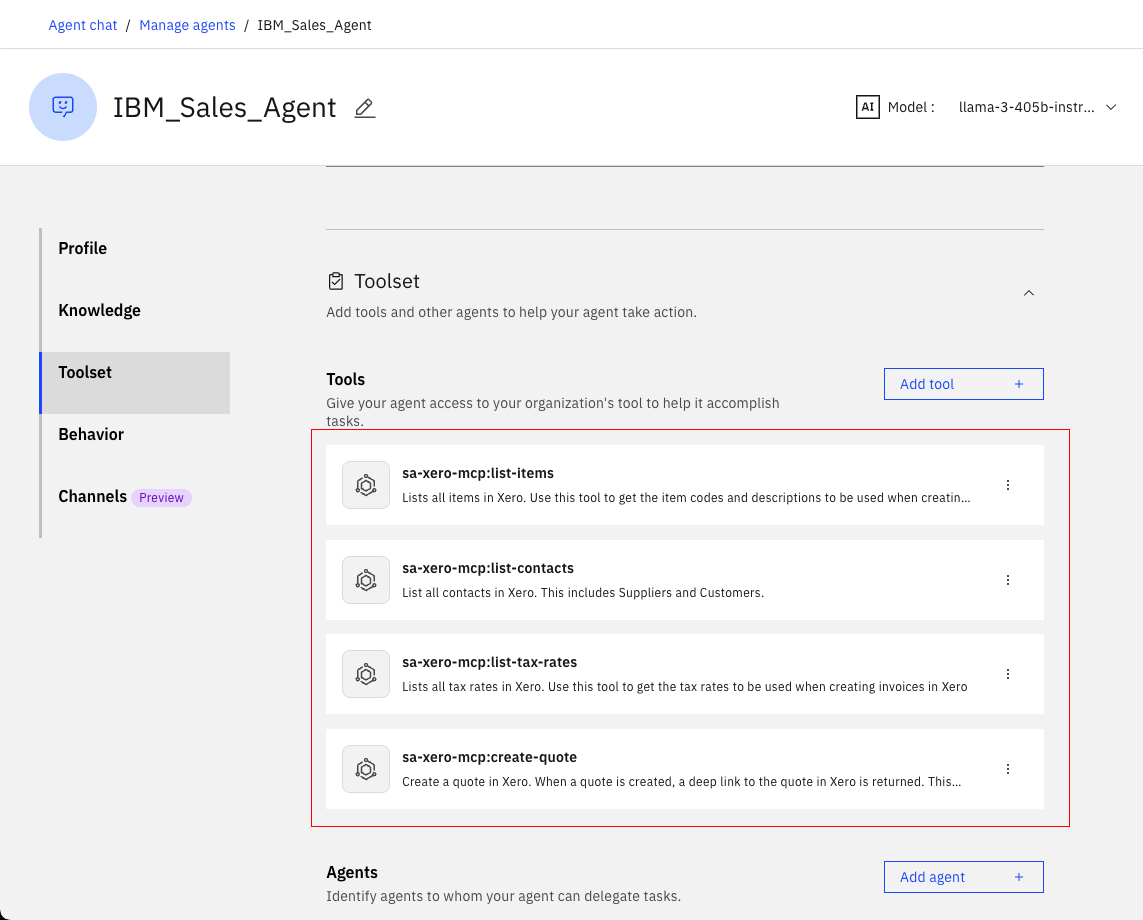 Agent chat / Manage agents / IBM_Sales_Agent
IBM_Sales_Agent
AI Model : llama-3-405b-instr...
Profile
Knowledge
Toolset
Behavior
Channels Preview
Toolset
Add tools and other agents to help your agent take action.
Tools
Add tool +
Give your agent access to your organization's tool to help it accomplish
tasks.
sa-xero-mcp:list-items
Lists all items in Xero. Use this tool to get the item codes and descriptions to be used when creatin...
sa-xero-mcp:list-contacts
List all contacts in Xero. This includes Suppliers and Customers.
sa-xero-mcp:list-tax-rates
Lists all tax rates in Xero. Use this tool to get the tax rates to be used when creating invoices in Xero
sa-xero-mcp:create-quote
Create a quote in Xero. When a quote is created, a deep link to the quote in Xero is returned. This...
Agents
Add agent +
Identify agents to whom your agent can delegate tasks.